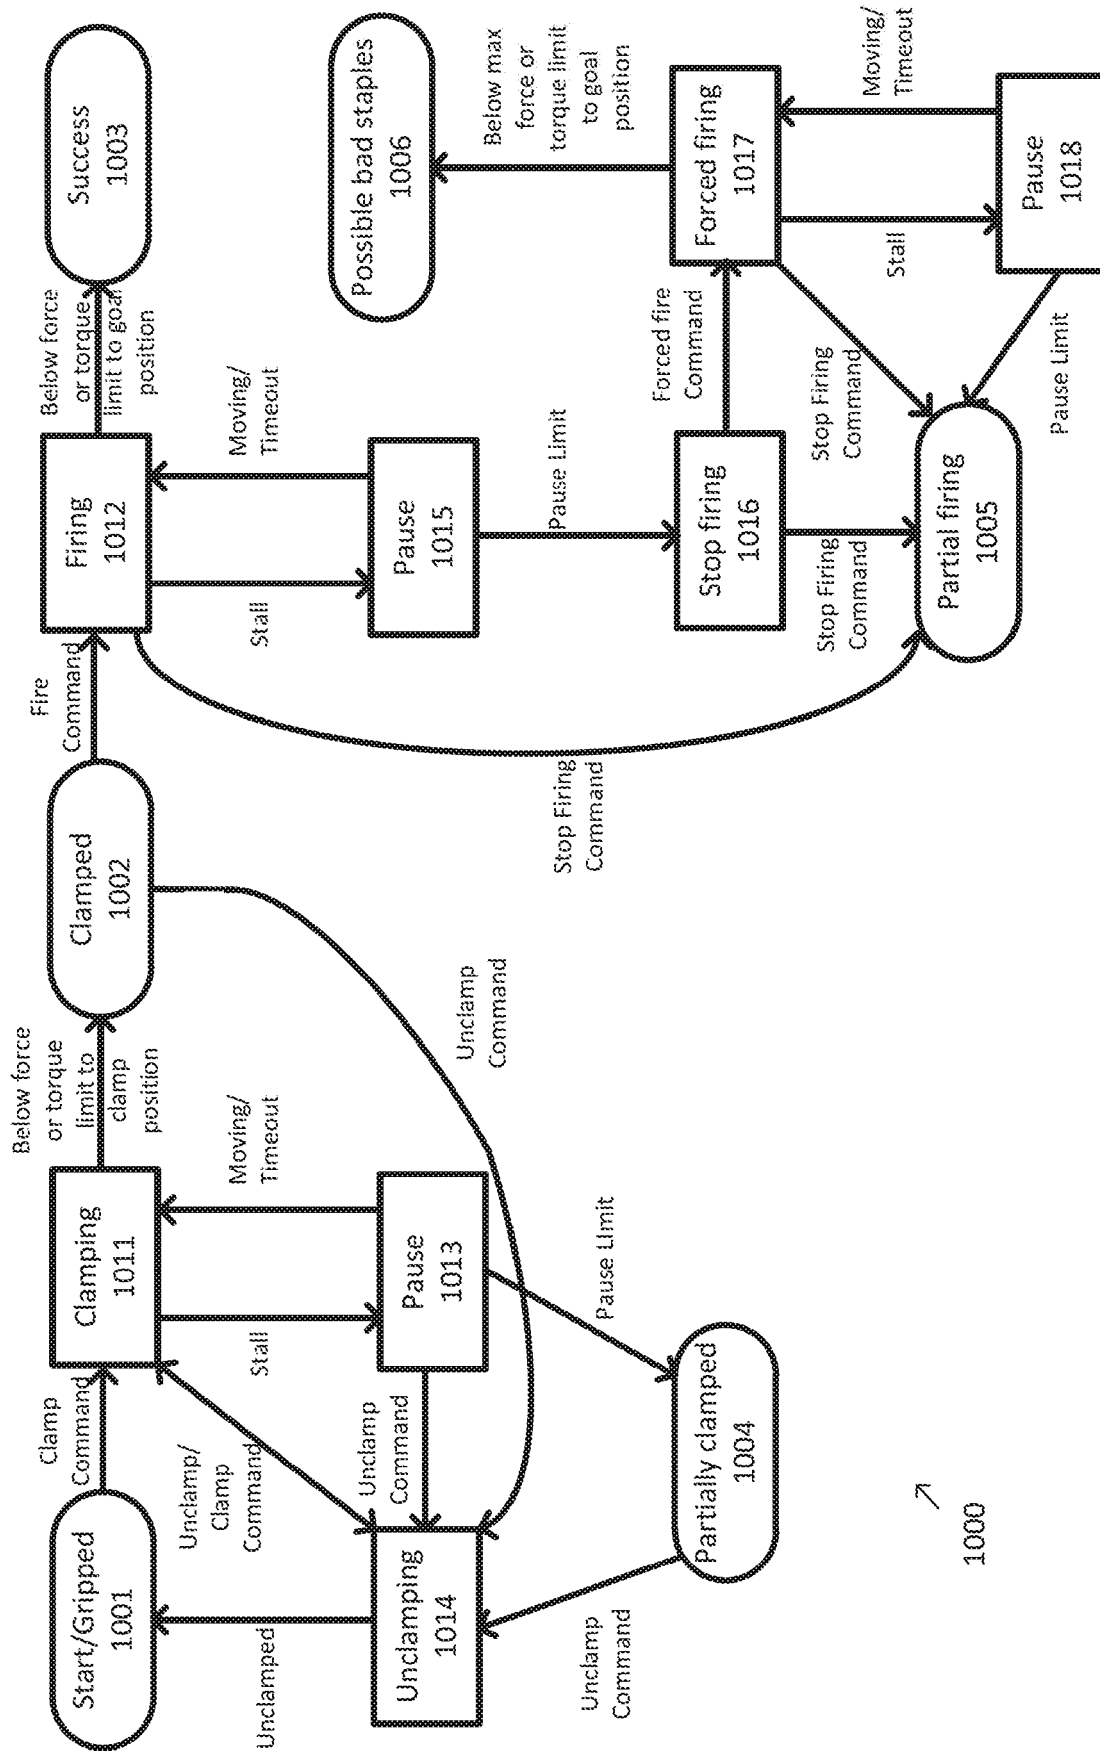 Start/Gripped
1001
Clamp
Command
Clamping
1011
Below force
or torque
limit to
clamp
position
Clamped
1002
Fire
Command
Firing
1012
Below force
or torque
limit to goal
position
Success
1003
Unclamped
Unclamp/
Clamp
Command
Stall
Moving/
Timeout
Unclamping
1014
Unclamp
Command
Pause
1013
Unclamp
Command
Unclamp
Command
Partially clamped
1004
Pause Limit
Stop Firing
Command
Stall
Moving/
Timeout
Pause
1015
Pause Limit
Possible bad staples
1006
Stop firing
1016
Forced fire
Command
Below max
force or
torque limit
to goal
position
Forced firing
1017
Stop Firing
Command
Stop Firing
Command
Stall
Moving/
Timeout
Partial firing
1005
Pause Limit
Pause
1018
1000